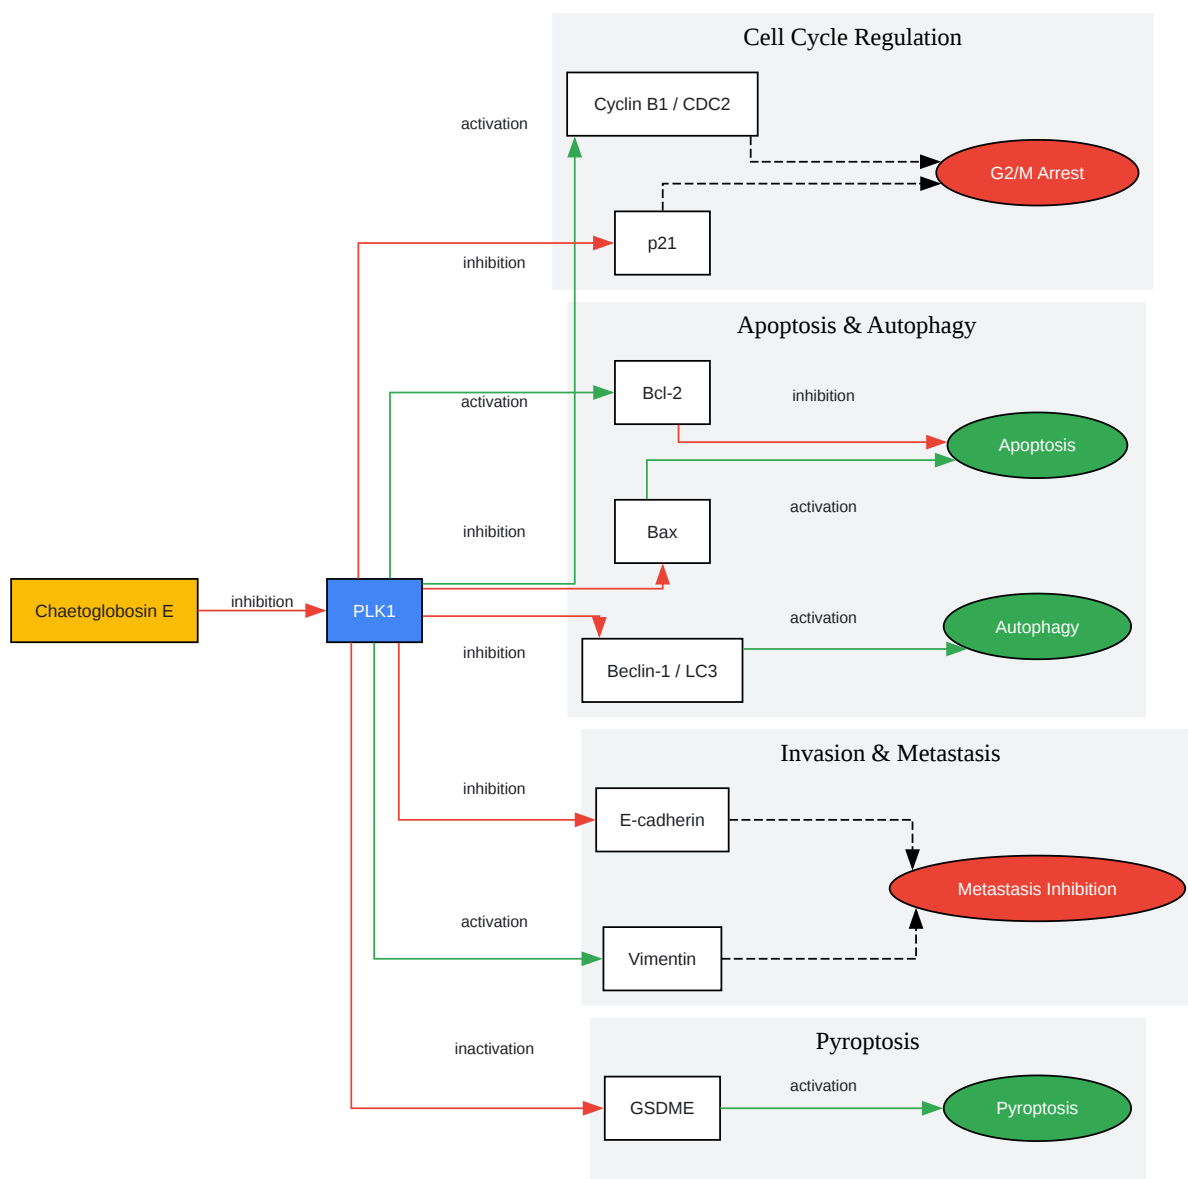 Cell Cycle Regulation
Cyclin B1 / CDC2
activation
G2/M Arrest
p21
inhibition
Apoptosis & Autophagy
Bcl-2
inhibition
activation
Apoptosis
activation
inhibition
Bax
Chaetoglobosin E
inhibition
PLK1
activation
Autophagy
inhibition
Beclin-1 / LC3
Invasion & Metastasis
inhibition
E-cadherin
Metastasis Inhibition
activation
Vimentin
Pyroptosis
inactivation
activation
GSDME
Pyroptosis